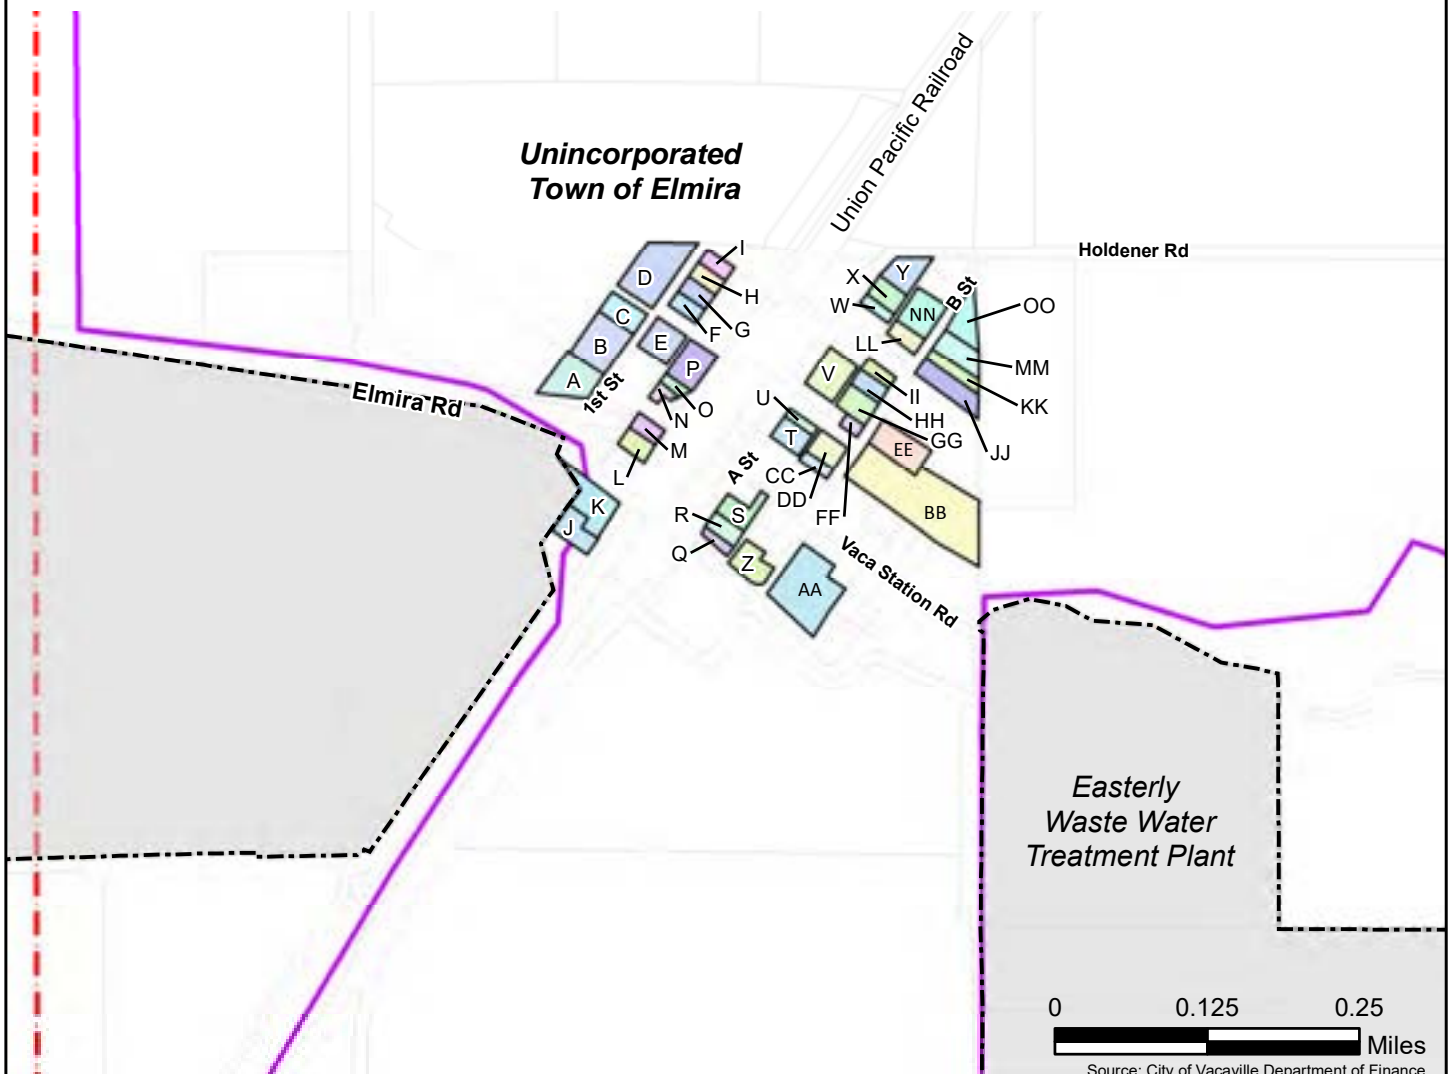 Union Pacific Railroad
Unincorporated
Town of Elmira
Holdener Rd
I
D
H
G
F
C
B
A
E
P
O
N
1st St
M
L
K
J
Elmira Rd
Y
X
W
NN
B St
OO
LL
MM
KK
JJ
V
II
HH
GG
U
T
CC
DD
FF
EE
BB
A St
R
S
Q
Z
AA
Vaca Station Rd
Easterly
Waste Water
Treatment Plant
0 0.125 0.25
Miles
Source: City of Vacaville Department of Finance